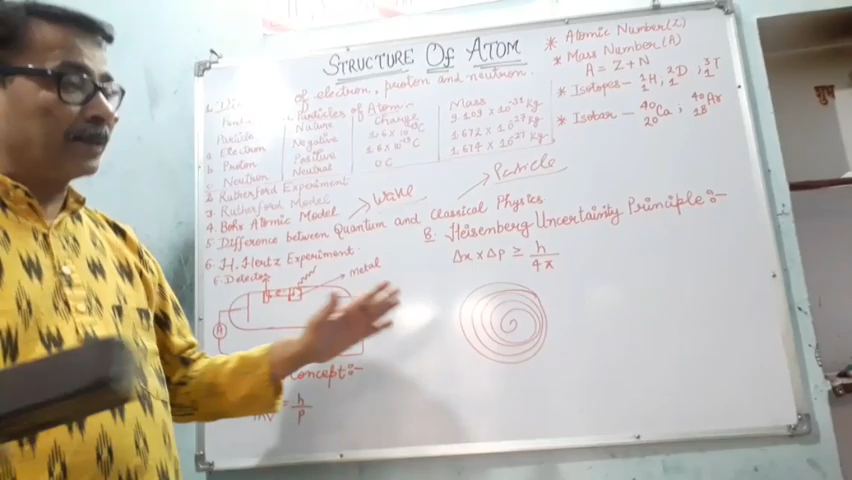 STRUCTURE OF ATOM
of electron, proton and neutron.
Particles of Atom:-
Particle Nature Charge Mass
a Electron Negative 1.6 x 10 C 9.109 x 10⁻³¹ Kg
b Proton Positive 1.6 x 10 C 1.672 x 10⁻²⁷ Kg
c Neutron Neutral 0 C 1.674 x 10⁻²⁷ Kg
2 Rutherford Experiment
3. Rutherford Model
4. Bohr Atomic Model
5. Difference between Quantum and Classical Physics.
Wave
Particle
6. H. Hertz Experiment.
E.Detector
metal
A
concept:-
= h/p
* Atomic Number(Z)
* Mass Number(A)
A = Z + N
* Isotopes - ¹₁H, ²₁D ; ³₁T
* Isobar - ⁴⁰₂₀Ca ; ⁴⁰₁₈Ar
8. Heisenberg Uncertainity Principle:-
Δx x Δp ≥ h/4π